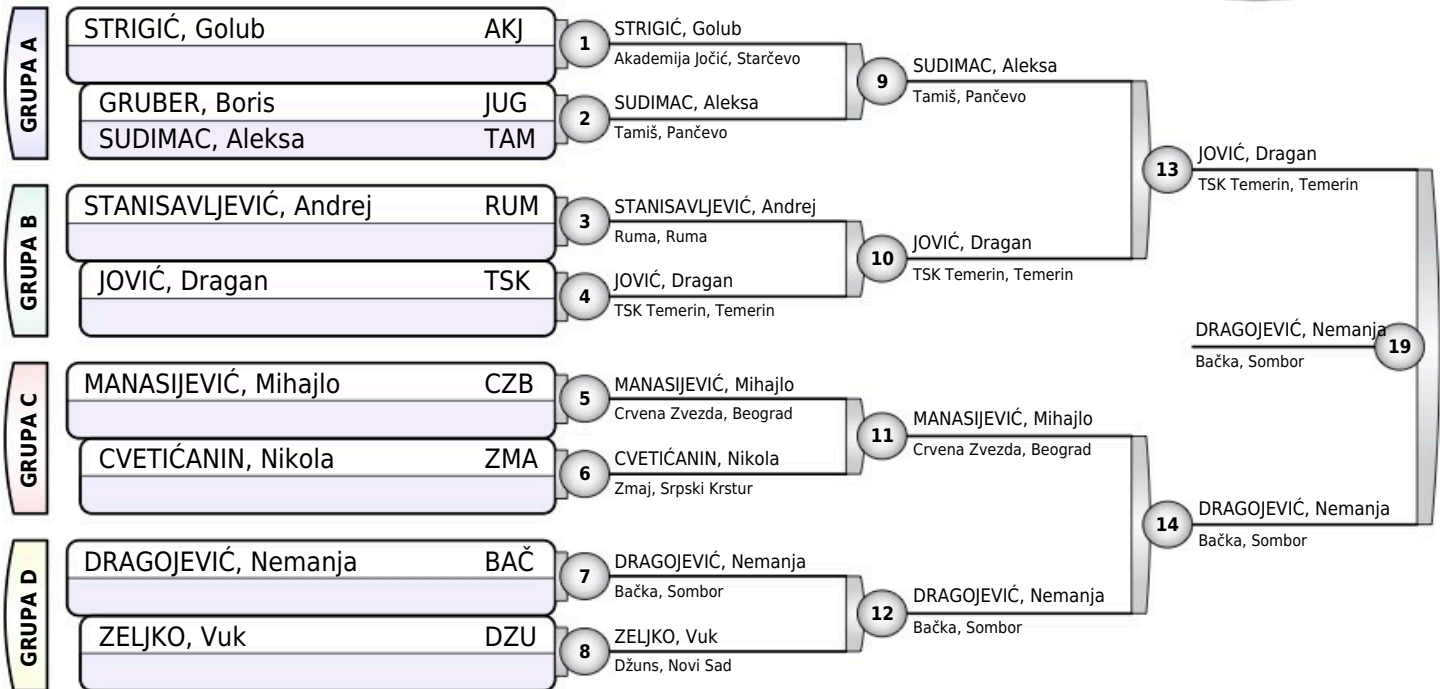 GRUPA A
STRIGIĆ, Golub AKJ
GRUBER, Boris JUG
SUDIMAC, Aleksa TAM
1
STRIGIĆ, Golub
Akademija Jočić, Starčevo
2
SUDIMAC, Aleksa
Tamiš, Pančevo
9
SUDIMAC, Aleksa
Tamiš, Pančevo
GRUPA B
STANISAVLJEVIĆ, Andrej RUM
JOVIĆ, Dragan TSK
3
STANISAVLJEVIĆ, Andrej
Ruma, Ruma
4
JOVIĆ, Dragan
TSK Temerin, Temerin
10
JOVIĆ, Dragan
TSK Temerin, Temerin
13
JOVIĆ, Dragan
TSK Temerin, Temerin
GRUPA C
MANASIJEVIĆ, Mihajlo CZB
CVETIĆANIN, Nikola ZMA
5
MANASIJEVIĆ, Mihajlo
Crvena Zvezda, Beograd
6
CVETIĆANIN, Nikola
Zmaj, Srpski Krstur
11
MANASIJEVIĆ, Mihajlo
Crvena Zvezda, Beograd
GRUPA D
DRAGOJEVIĆ, Nemanja BAČ
ZELJKO, Vuk DZU
7
DRAGOJEVIĆ, Nemanja
Bačka, Sombor
8
ZELJKO, Vuk
Džuns, Novi Sad
12
DRAGOJEVIĆ, Nemanja
Bačka, Sombor
14
DRAGOJEVIĆ, Nemanja
Bačka, Sombor
DRAGOJEVIĆ, Nemanja
Bačka, Sombor
19